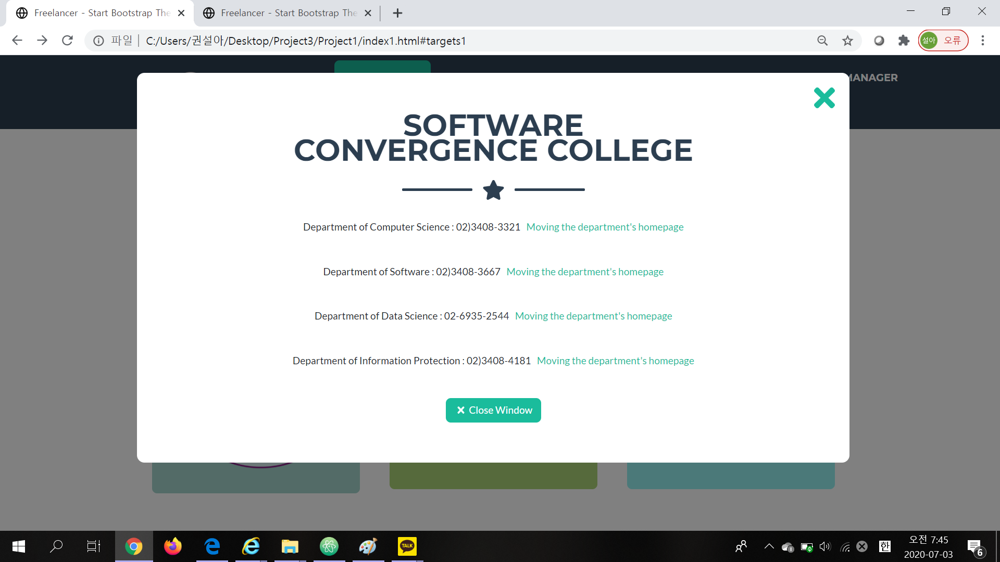 Freelancer - Start Bootstrap The
Freelancer - Start Bootstrap The
파일
C:/Users/권설아/Desktop/Project3/Project1/index1.html#targets1
설아 오류
MANAGER
SOFTWARE
CONVERGENCE COLLEGE
Department of Computer Science : 02)3408-3321 Moving the department's homepage
Department of Software : 02)3408-3667 Moving the department's homepage
Department of Data Science : 02-6935-2544 Moving the department's homepage
Department of Information Protection : 02)3408-4181 Moving the department's homepage
Close Window
TALK
한
오전 7:45
2020-07-03
6